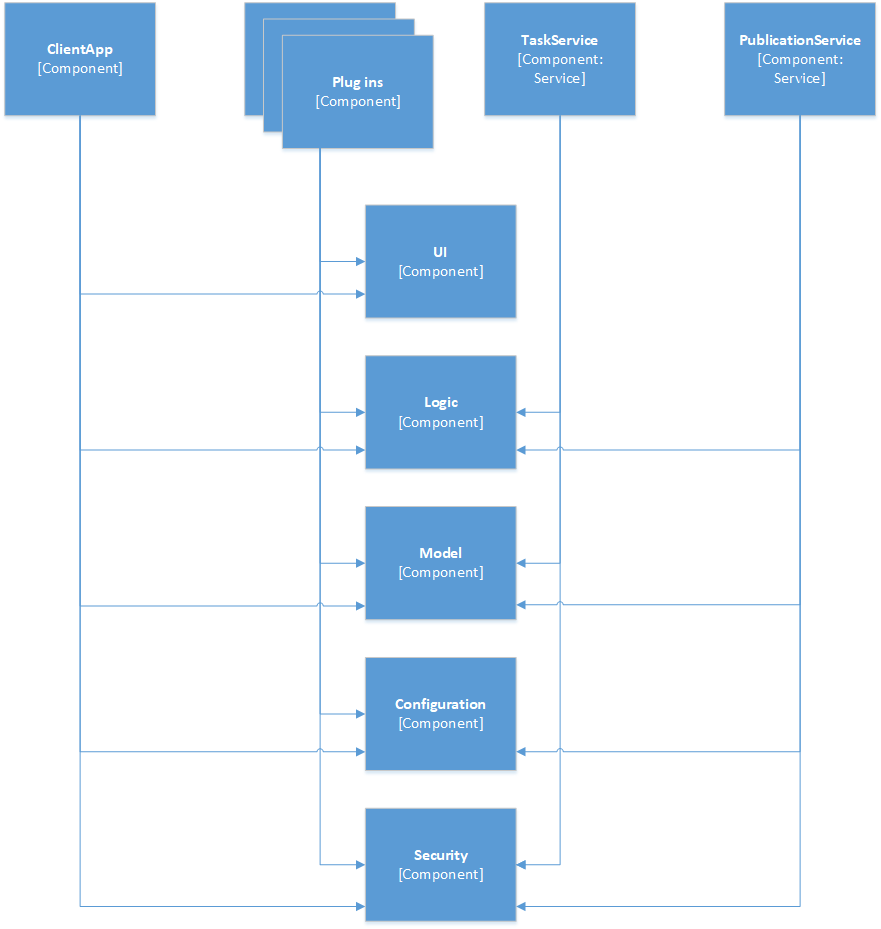 ClientApp
[Component]
Plug ins
[Component]
TaskService
[Component:
Service]
PublicationService
[Component:
Service]
UI
[Component]
Logic
[Component]
Model
[Component]
Configuration
[Component]
Security
[Component]